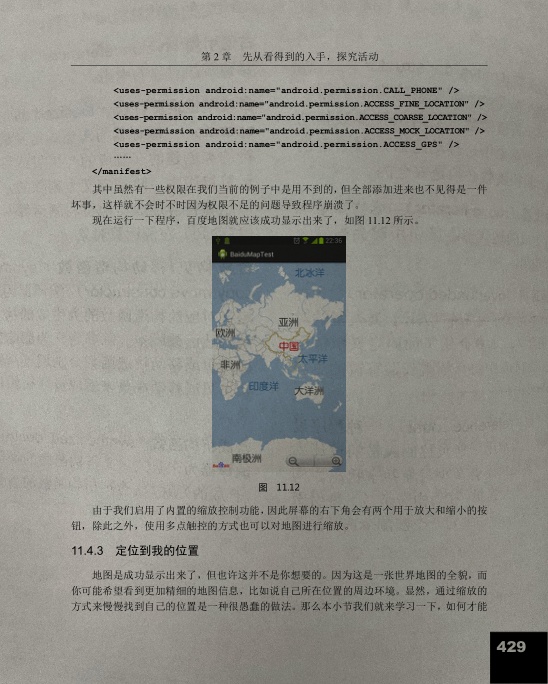 第 2 章 先从看得到的入手，探究活动
<uses-permission android:name="android.permission.CALL_PHONE" />
<uses-permission android:name="android.permission.ACCESS_FINE_LOCATION" />
<uses-permission android:name="android.permission.ACCESS_COARSE_LOCATION" />
<uses-permission android:name="android.permission.ACCESS_MOCK_LOCATION" />
<uses-permission android:name="android.permission.ACCESS_GPS" />
……
</manifest>
其中虽然有一些权限在我们当前的例子中是用不到的，但全部添加进来也不见得是一件
坏事，这样就不会时不时因为权限不足的问题导致程序崩溃了。
现在运行一下程序，百度地图就应该成功显示出来了，如图 11.12 所示。
22:36
BaiduMapTest
北冰洋
亚洲
欧洲
中国
太平洋
非洲
印度洋
大洋洲
南极洲
图 11.12
由于我们启用了内置的缩放控制功能，因此屏幕的右下角会有两个用于放大和缩小的按
钮，除此之外，使用多点触控的方式也可以对地图进行缩放。
11.4.3 定位到我的位置
地图是成功显示出来了，但也许这并不是你想要的。因为这是一张世界地图的全貌，而
你可能希望看到更加精细的地图信息，比如说自己所在位置的周边环境。显然，通过缩放的
方式来慢慢找到自己的位置是一种很愚蠢的做法。那么本小节我们就来学习一下，如何才能
429